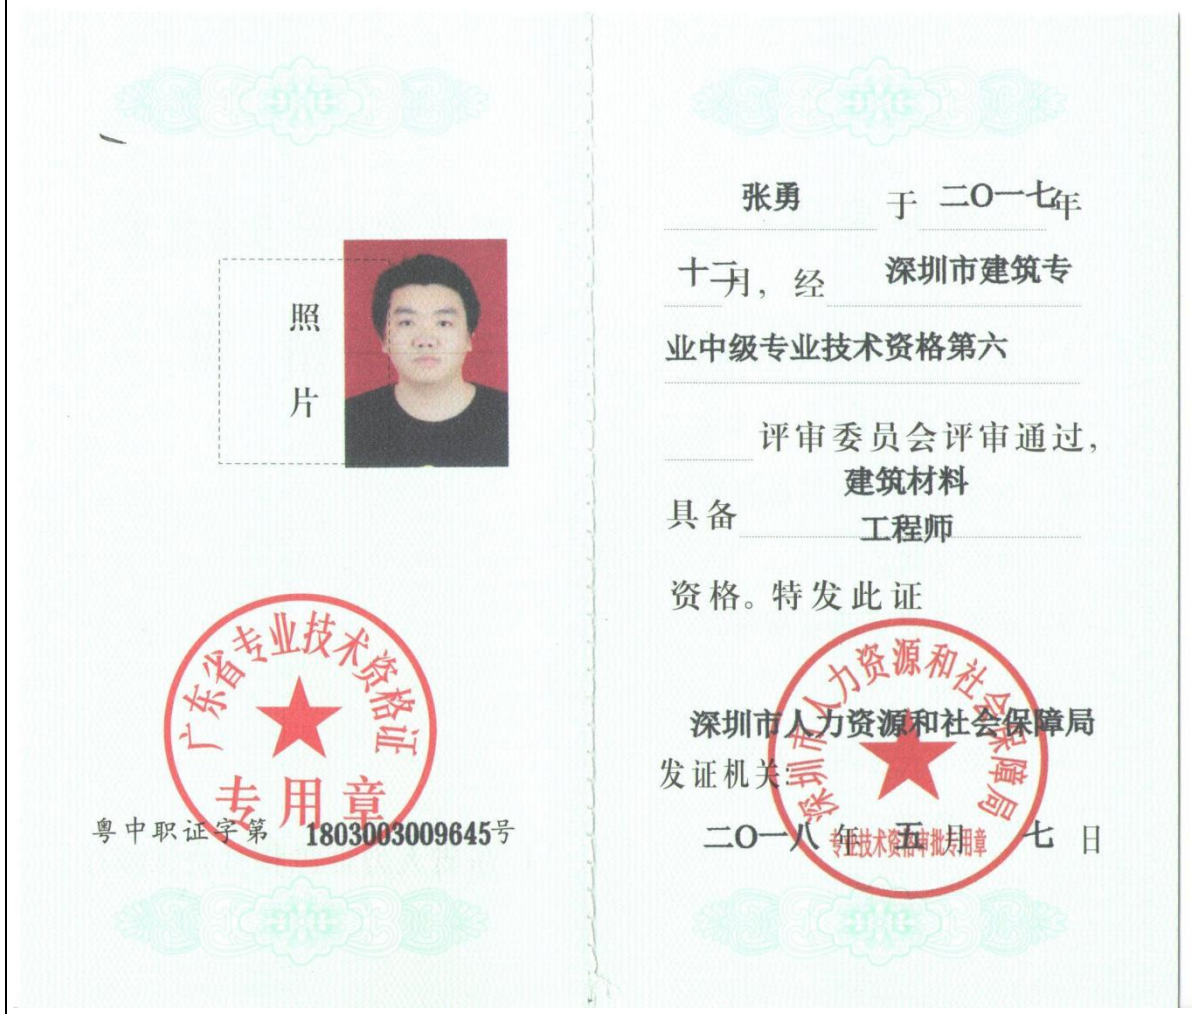 照
片
广东省专业技术资格证
专用章
粤中职证字第 1803003009645号
张勇 于 二O一七年
十二月，经 深圳市建筑专
业中级专业技术资格第六
评审委员会评审通过，
建筑材料
具备 工程师
资格。特发此证
深圳市人力资源和社会保障局
深圳市人力资源和社会保障局
发证机关：
二O一八年 五月 七日
专业技术资格审批专用章